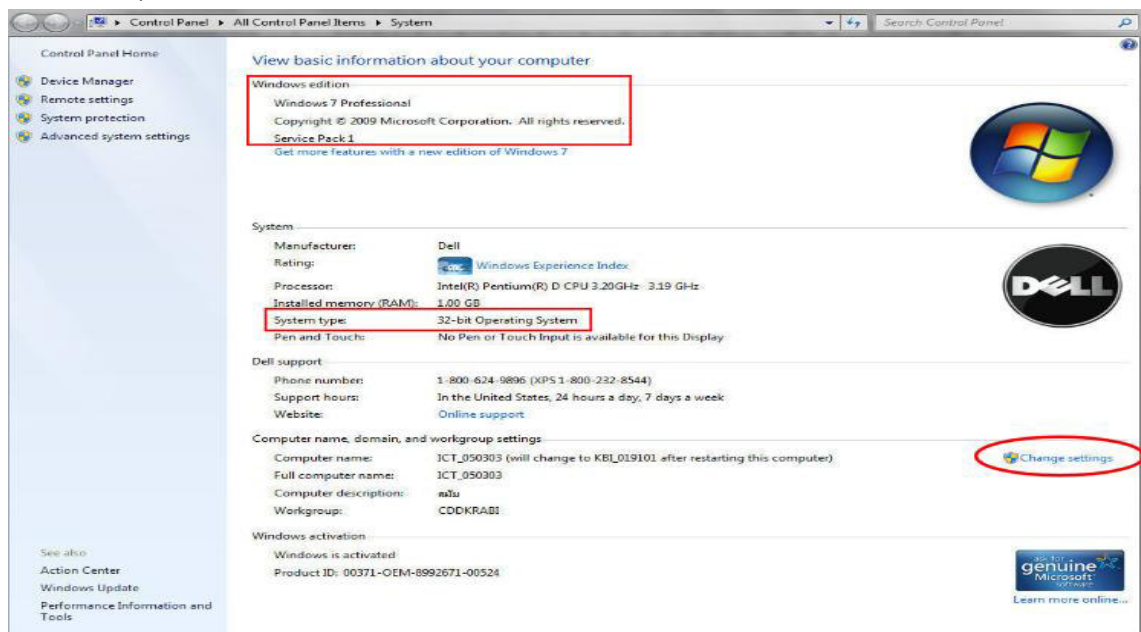 Control Panel ▸ All Control Panel Items ▸ System
Search Control Panel
Control Panel Home
Device Manager
Remote settings
System protection
Advanced system settings
View basic information about your computer
Windows edition
Windows 7 Professional
Copyright © 2009 Microsoft Corporation. All rights reserved.
Service Pack 1
Get more features with a new edition of Windows 7
System
Manufacturer: Dell
Rating: Windows Experience Index
Processor: Intel(R) Pentium(R) D CPU 3.20GHz 3.19 GHz
Installed memory (RAM): 1.00 GB
System type: 32-bit Operating System
Pen and Touch: No Pen or Touch Input is available for this Display
DELL
Dell support
Phone number: 1-800-624-9896 (XPS 1-800-232-8544)
Support hours: In the United States, 24 hours a day, 7 days a week
Website: Online support
Computer name, domain, and workgroup settings
Computer name: ICT_050303 (will change to KBI_019101 after restarting this computer)
Change settings
Full computer name: ICT_050303
Computer description:
Workgroup: CDDKRABI
Windows activation
Windows is activated
Product ID: 00371-OEM-8992671-00524
ask for
genuine
Microsoft
software
Learn more online...
See also
Action Center
Windows Update
Performance Information and
Tools